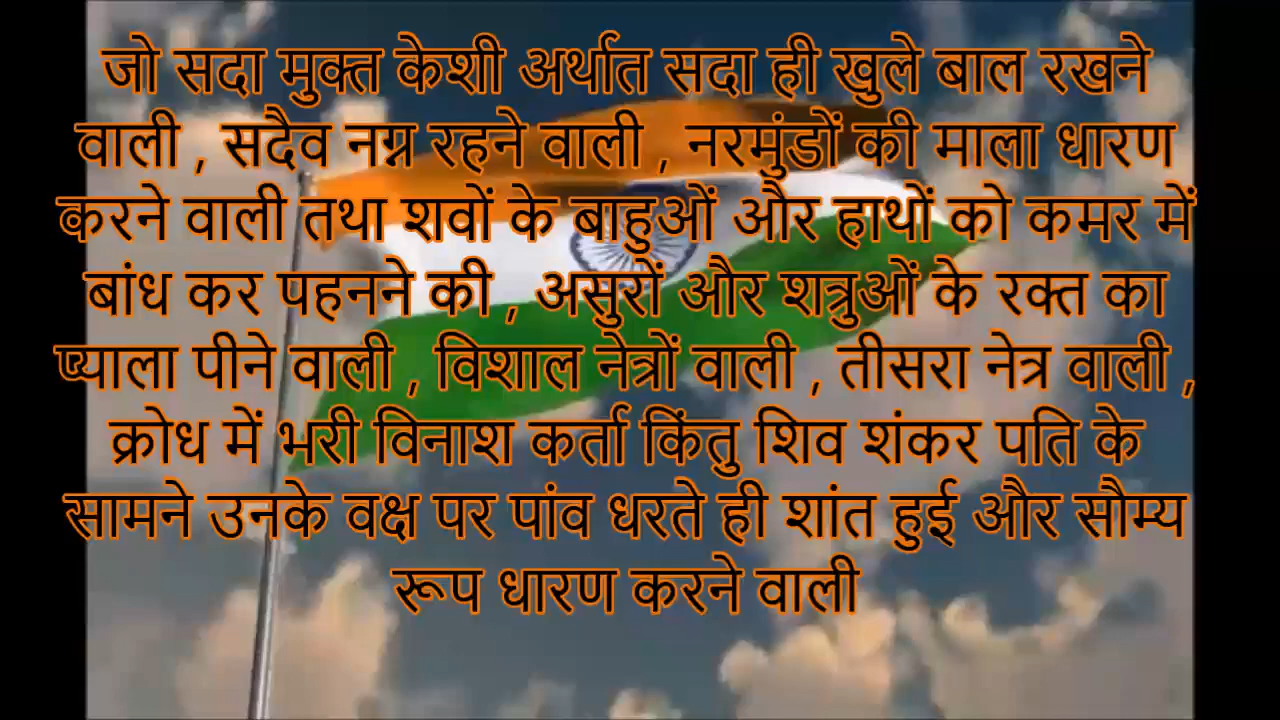 जो सदा मुक्त केशी अर्थात सदा ही खुले बाल रखने
वाली , सदैव नग्न रहने वाली , नरमुंडों की माला धारण
करने वाली तथा शवों के बाहुओं और हाथों को कमर में
बांध कर पहनने की , असुरों और शत्रुओं के रक्त का
प्याला पीने वाली , विशाल नेत्रों वाली , तीसरा नेत्र वाली ,
क्रोध में भरी विनाश कर्ता किंतु शिव शंकर पति के
सामने उनके वक्ष पर पांव धरते ही शांत हुई और सौम्य
रूप धारण करने वाली